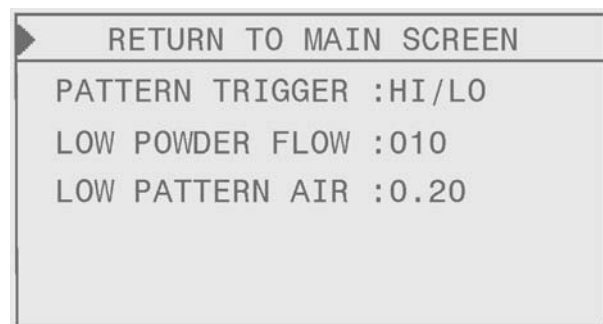 RETURN TO MAIN SCREEN
PATTERN TRIGGER :HI/LO
LOW POWDER FLOW :010
LOW PATTERN AIR :0.20